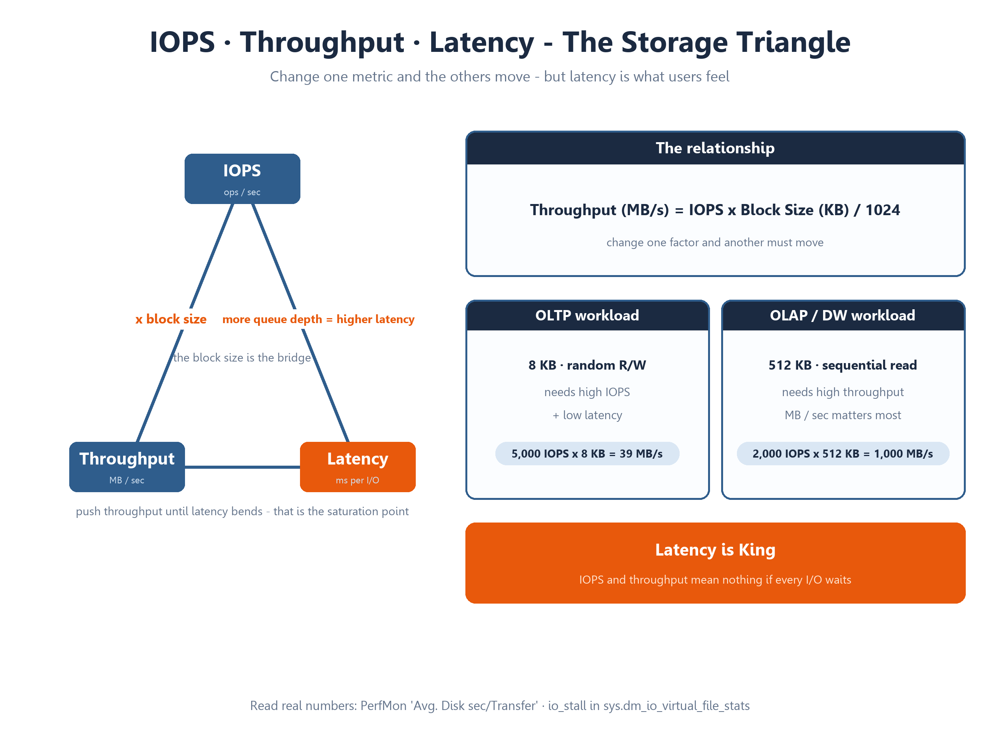 IOPS · Throughput · Latency - The Storage Triangle
Change one metric and the others move - but latency is what users feel
IOPS
ops / sec
x block size
more queue depth = higher latency
the block size is the bridge
Throughput
MB / sec
Latency
ms per I/O
push throughput until latency bends - that is the saturation point
The relationship
Throughput (MB/s) = IOPS x Block Size (KB) / 1024
change one factor and another must move
OLTP workload
8 KB · random R/W
needs high IOPS
+ low latency
5,000 IOPS x 8 KB = 39 MB/s
OLAP / DW workload
512 KB · sequential read
needs high throughput
MB / sec matters most
2,000 IOPS x 512 KB = 1,000 MB/s
Latency is King
IOPS and throughput mean nothing if every I/O waits
Read real numbers: PerfMon 'Avg. Disk sec/Transfer' · io_stall in sys.dm_io_virtual_file_stats